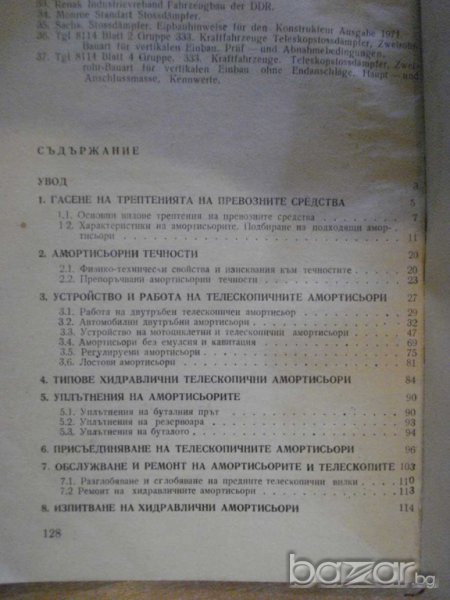 33. Renak Industrievreband Fahrzeugbau der DDR.
34. Monroe Standart Stossdämpfer.
35. Sachs. Stossdämpfer, Einbauhinweise für den Konstrukteur Ausgabe 1971.
36. Tgl 8114 Blatt 2 Gruppe 333. Kraftfahrzeuge Teleskopstossdämpfer, Zweirohr-
Bauart für vertikalen Einbau. Prüf — und Abnahmebedingungen.
37. Tgl 8114 Blatt 4 Gruppe. 333. Kraftfahrzeuge. Teleskopstossdämpfer, Zwei-
rohr-Bauart für vertikalen Einbau ohne Endanschläge, Haupt — und
Anschlussmasse, Kennwerte.
СЪДЪРЖАНИЕ
УВОД 3
1. ГАСЕНЕ НА ТРЕПТЕНИЯТА НА ПРЕВОЗНИТЕ СРЕДСТВА 5
1.1. Основни видове трептения на превозните средства 7
1 2. Характеристики на амортисьорите. Подбиране на подходящи амор-
тисьори 11
2. АМОРТИСЬОРНИ ТЕЧНОСТИ 20
2.1. Физико-технически свойства и изисквания към течностите 20
2.2. Препоръчвани амортисьорни течности 23
3. УСТРОЙСТВО И РАБОТА НА ТЕЛЕСКОПИЧНИТЕ АМОРТИСЬОРИ 27
3.1. Работа на двутръбен телескопичен амортисьор 29
3.2. Автомобилни двутръбни амортисьори 32
3.3. Устройство на мотоциклетни и телескопични амортисьори 47
3.4. Амортисьори без емулсия и кавитация 69
3.5. Регулируеми амортисьори 75
3.6. Лостови амортисьори 81
4. ТИПОВЕ ХИДРАВЛИЧНИ ТЕЛЕСКОПИЧНИ АМОРТИСЬОРИ 84
5. УПЛЪТНЕНИЯ НА АМОРТИСЬОРИТЕ 90
5.1. Уплътнения на буталния прът 90
5.2. Уплътнения на резервоара 93
5.3. Уплътнения на буталото 94
6. ПРИСЪЕДИНЯВАНЕ НА ТЕЛЕСКОПИЧНИТЕ АМОРТИСЬОРИ 96
7. ОБСЛУЖВАНЕ И РЕМОНТ НА АМОРТИСЬОРИТЕ И ТЕЛЕСКОПИТЕ 103
7.1. Разглобяване и сглобяване на предните телескопични вилки 110
7.2 Ремонт на хидравличните амортисьори 113
8. ИЗПИТВАНЕ НА ХИДРАВЛИЧНИ АМОРТИСЬОРИ 114
128
bazar.bg